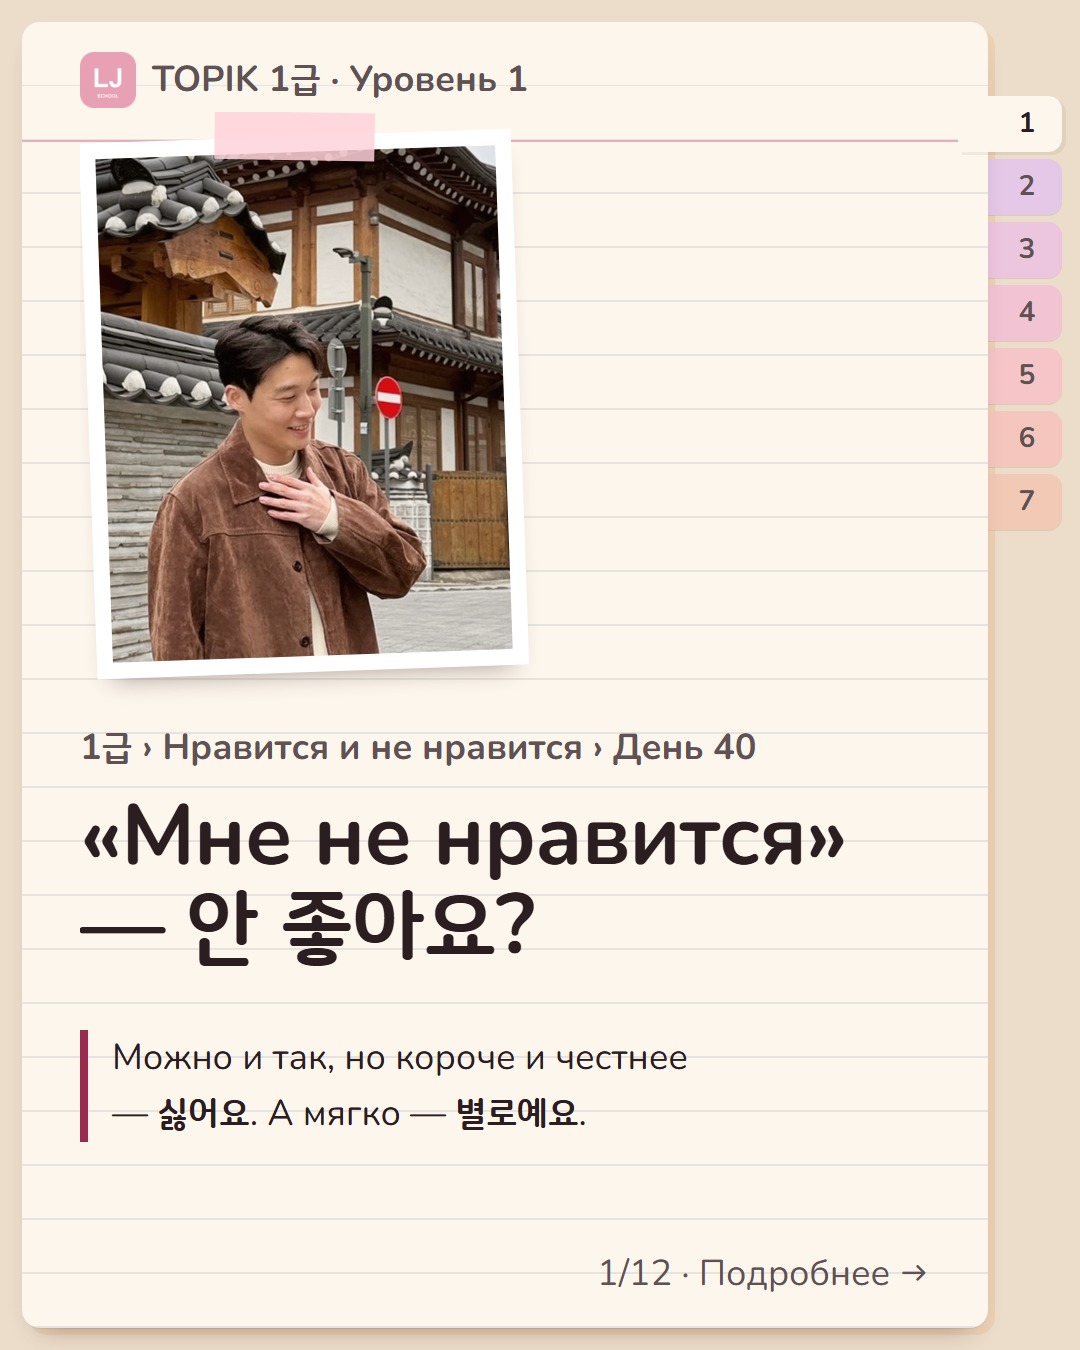 LJ
SCHOOL
TOPIK 1급 · Уровень 1
1
2
3
4
5
6
7
1급 › Нравится и не нравится › День 40
«Мне не нравится»
— 안 좋아요?
Можно и так, но короче и честнее
— 싫어요. А мягко — 별로예요.
1/12 · Подробнее →